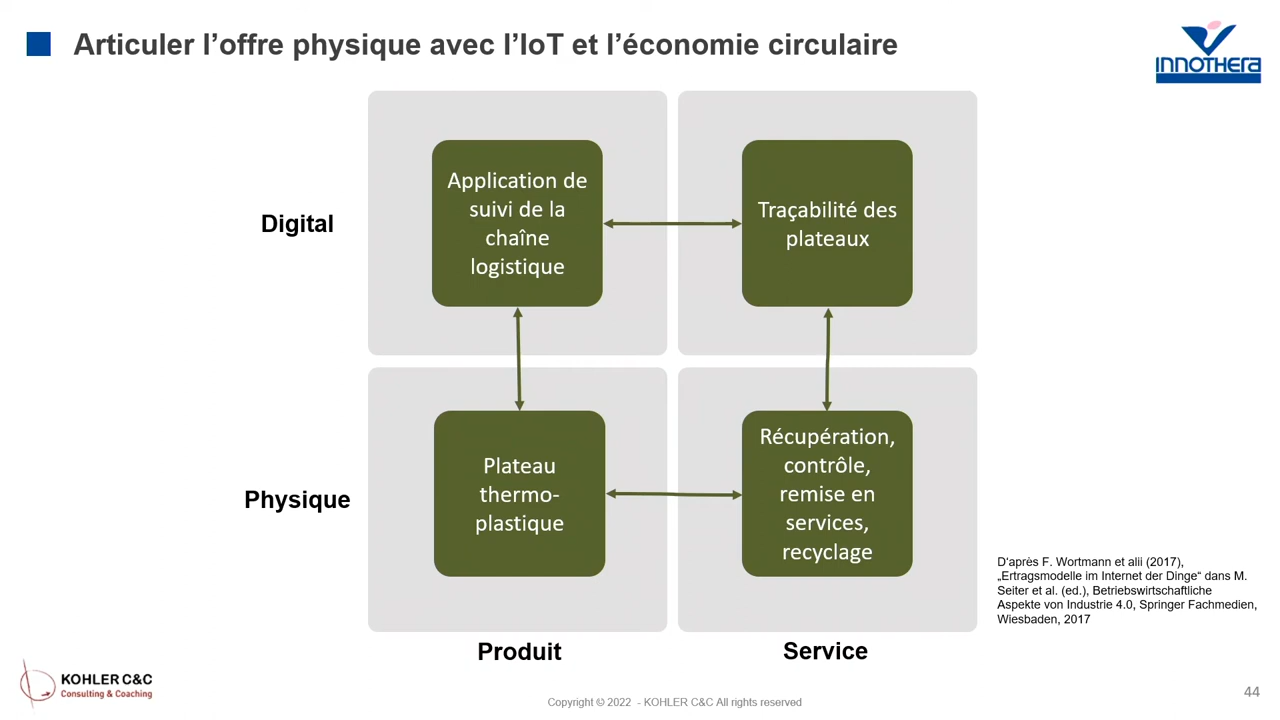 Articuler l’offre physique avec l’IoT et l’économie circulaire
INNOTHERA
Digital
Application de
suivi de la
chaîne
logistique
Traçabilité des
plateaux
Physique
Plateau
thermo-
plastique
Récupération,
contrôle,
remise en
services,
recyclage
D'après F. Wortmann et alii (2017),
„Ertragsmodelle im Internet der Dinge“ dans M.
Seiter et al. (ed.), Betriebswirtschaftliche
Aspekte von Industrie 4.0, Springer Fachmedien,
Wiesbaden, 2017
Produit
Service
KOHLER C&C
Consulting & Coaching
Copyright © 2022 - KOHLER C&C All rights reserved
44